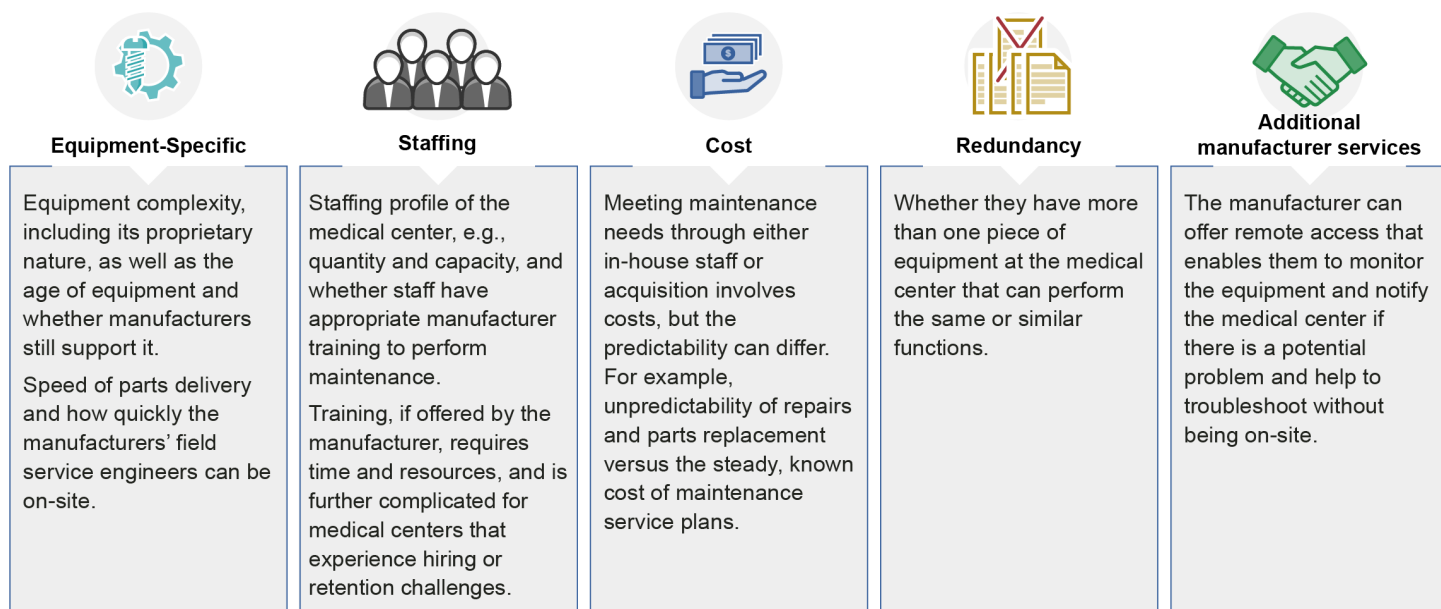 Equipment-Specific
Equipment complexity,
including its proprietary
nature, as well as the
age of equipment and
whether manufacturers
still support it.
Speed of parts delivery
and how quickly the
manufacturers’ field
service engineers can be
on-site.
Staffing
Staffing profile of the
medical center, e.g.,
quantity and capacity, and
whether staff have
appropriate manufacturer
training to perform
maintenance.
Training, if offered by the
manufacturer, requires
time and resources, and is
further complicated for
medical centers that
experience hiring or
retention challenges.
$
Cost
Meeting maintenance
needs through either
in-house staff or
acquisition involves
costs, but the
predictability can differ.
For example,
unpredictability of repairs
and parts replacement
versus the steady, known
cost of maintenance
service plans.
Redundancy
Whether they have more
than one piece of
equipment at the medical
center that can perform
the same or similar
functions.
Additional
manufacturer services
The manufacturer can
offer remote access that
enables them to monitor
the equipment and notify
the medical center if
there is a potential
problem and help to
troubleshoot without
being on-site.